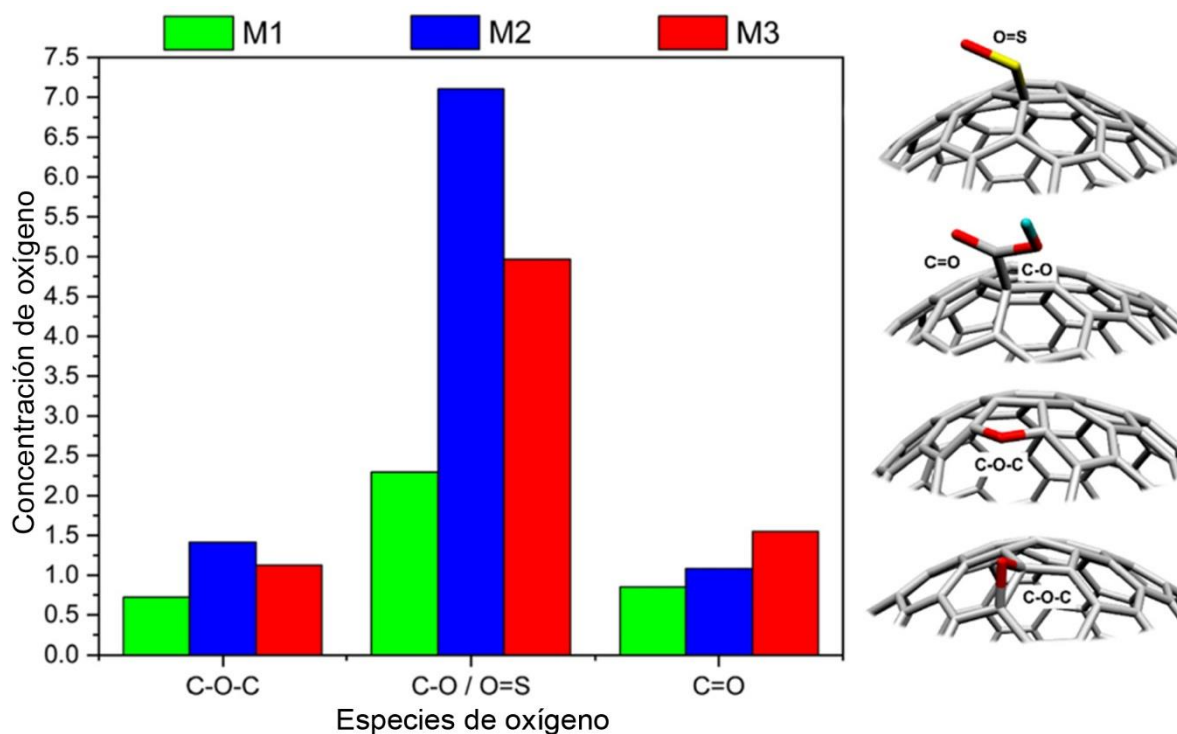 M1 M2 M3
Concentración de oxígeno
7.5
7.0
6.5
6.0
5.5
5.0
4.5
4.0
3.5
3.0
2.5
2.0
1.5
1.0
0.5
0.0
C-O-C C-O / O=S C=O
Especies de oxígeno
O=S
C=O C-O
C-O-C
C-O-C